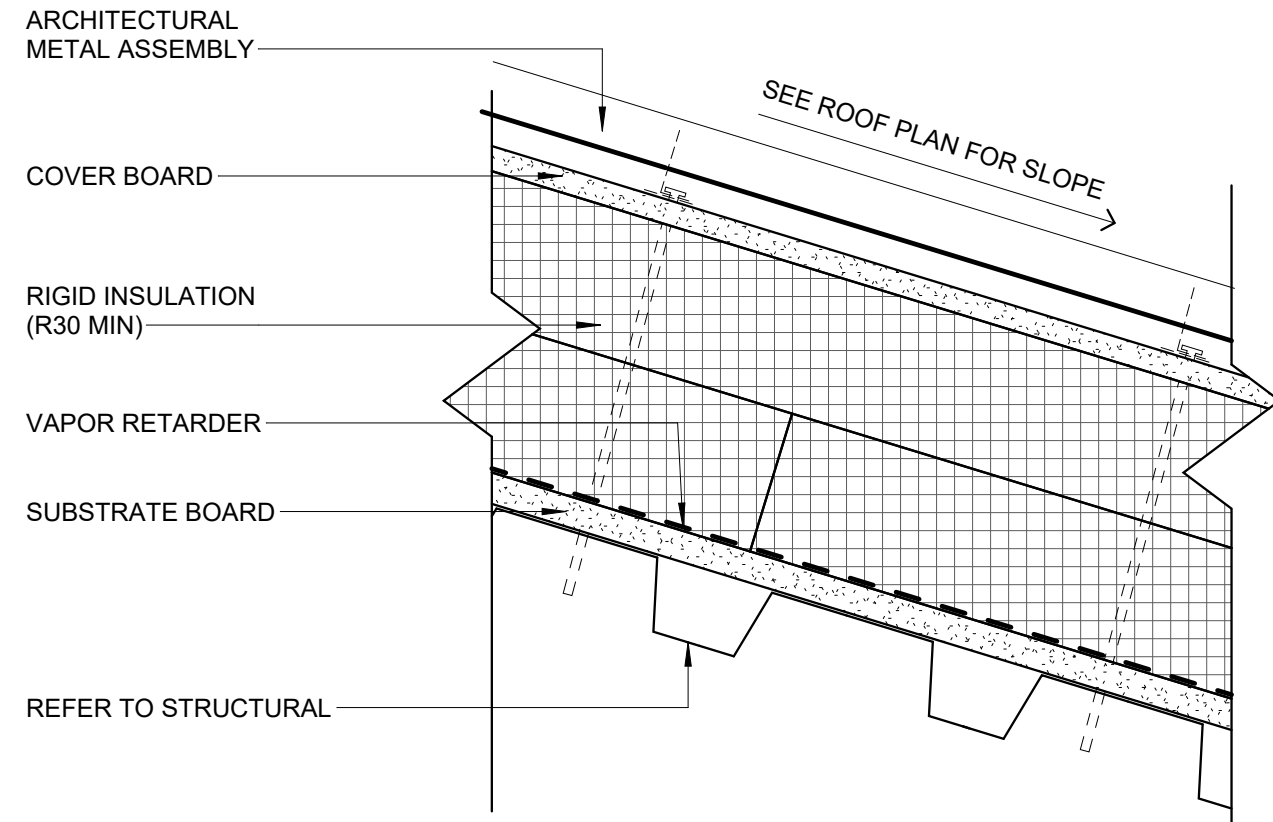 ARCHITECTURAL
METAL ASSEMBLY
SEE ROOF PLAN FOR SLOPE
COVER BOARD
RIGID INSULATION
(R30 MIN)
VAPOR RETARDER
SUBSTRATE BOARD
REFER TO STRUCTURAL